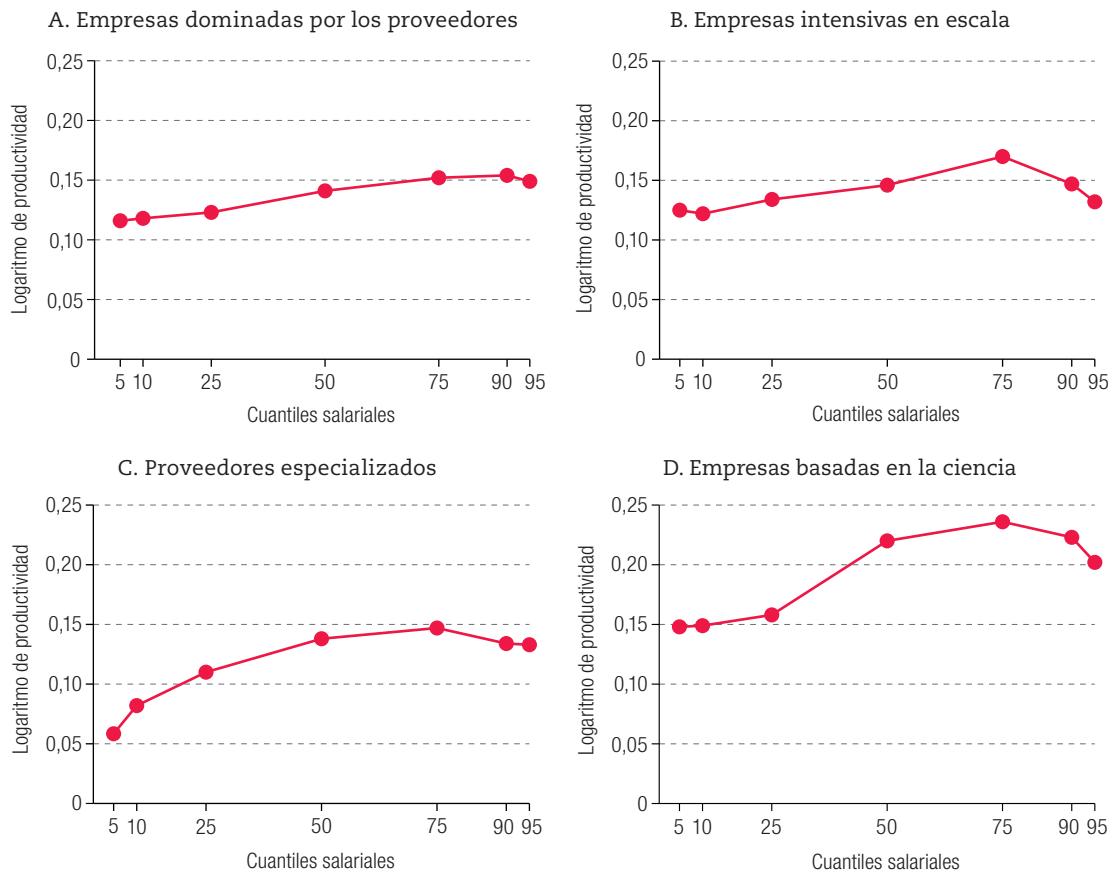 A. Empresas dominadas por los proveedores
Logaritmo de productividad
0,25
0,20
0,15
0,10
0,05
0
5 10 25 50 75 90 95
Cuantiles salariales
B. Empresas intensivas en escala
Logaritmo de productividad
0,25
0,20
0,15
0,10
0,05
0
5 10 25 50 75 90 95
Cuantiles salariales
C. Proveedores especializados
Logaritmo de productividad
0,25
0,20
0,15
0,10
0,05
0
5 10 25 50 75 90 95
Cuantiles salariales
D. Empresas basadas en la ciencia
Logaritmo de productividad
0,25
0,20
0,15
0,10
0,05
0
5 10 25 50 75 90 95
Cuantiles salariales